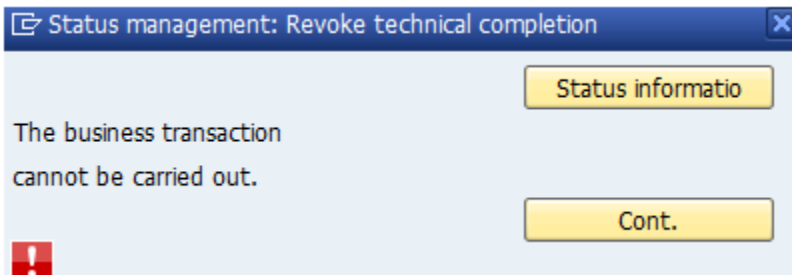 Status management: Revoke technical completion
Status informatio
The business transaction
cannot be carried out.
Cont.